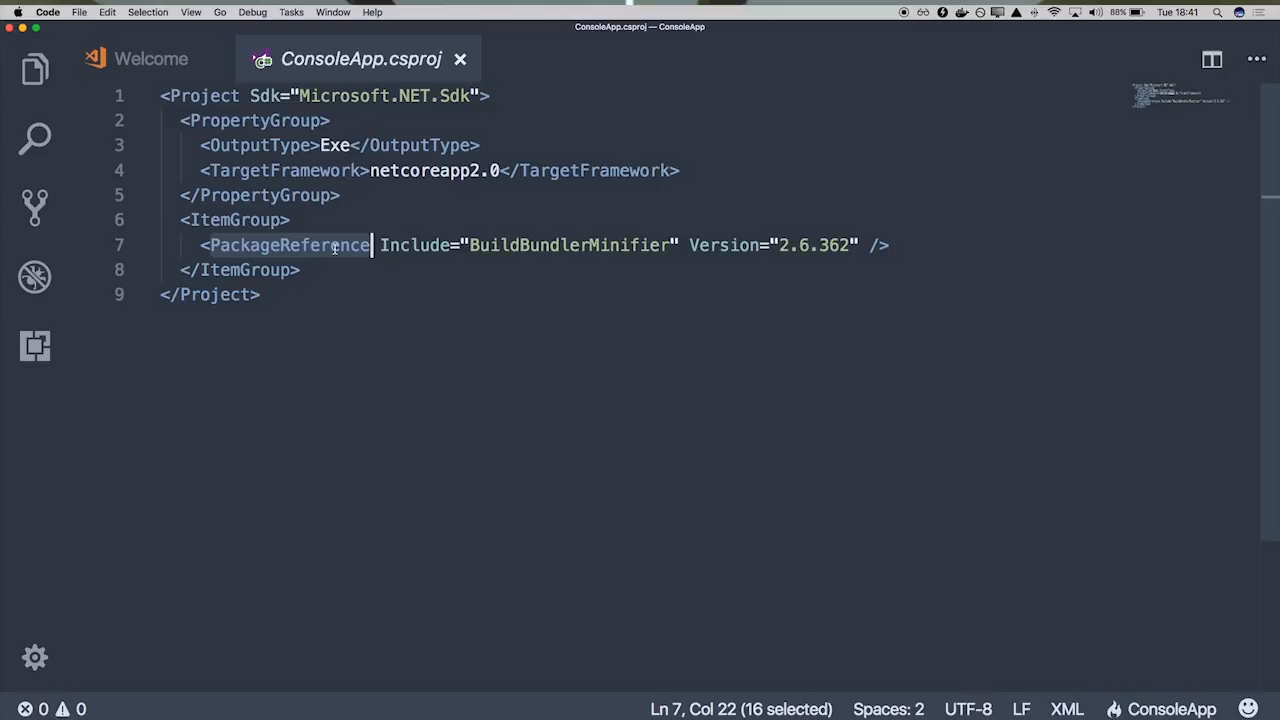 Code File Edit Selection View Go Debug Tasks Window Help 88% Tue 18:41
ConsoleApp.csproj — ConsoleApp
Welcome ConsoleApp.csproj
1 <Project Sdk="Microsoft.NET.Sdk">
2 <PropertyGroup>
3 <OutputType>Exe</OutputType>
4 <TargetFramework>netcoreapp2.0</TargetFramework>
5 </PropertyGroup>
6 <ItemGroup>
7 <PackageReference Include="BuildBundlerMinifier" Version="2.6.362" />
8 </ItemGroup>
9 </Project>
0 0 Ln 7, Col 22 (16 selected) Spaces: 2 UTF-8 LF XML ConsoleApp